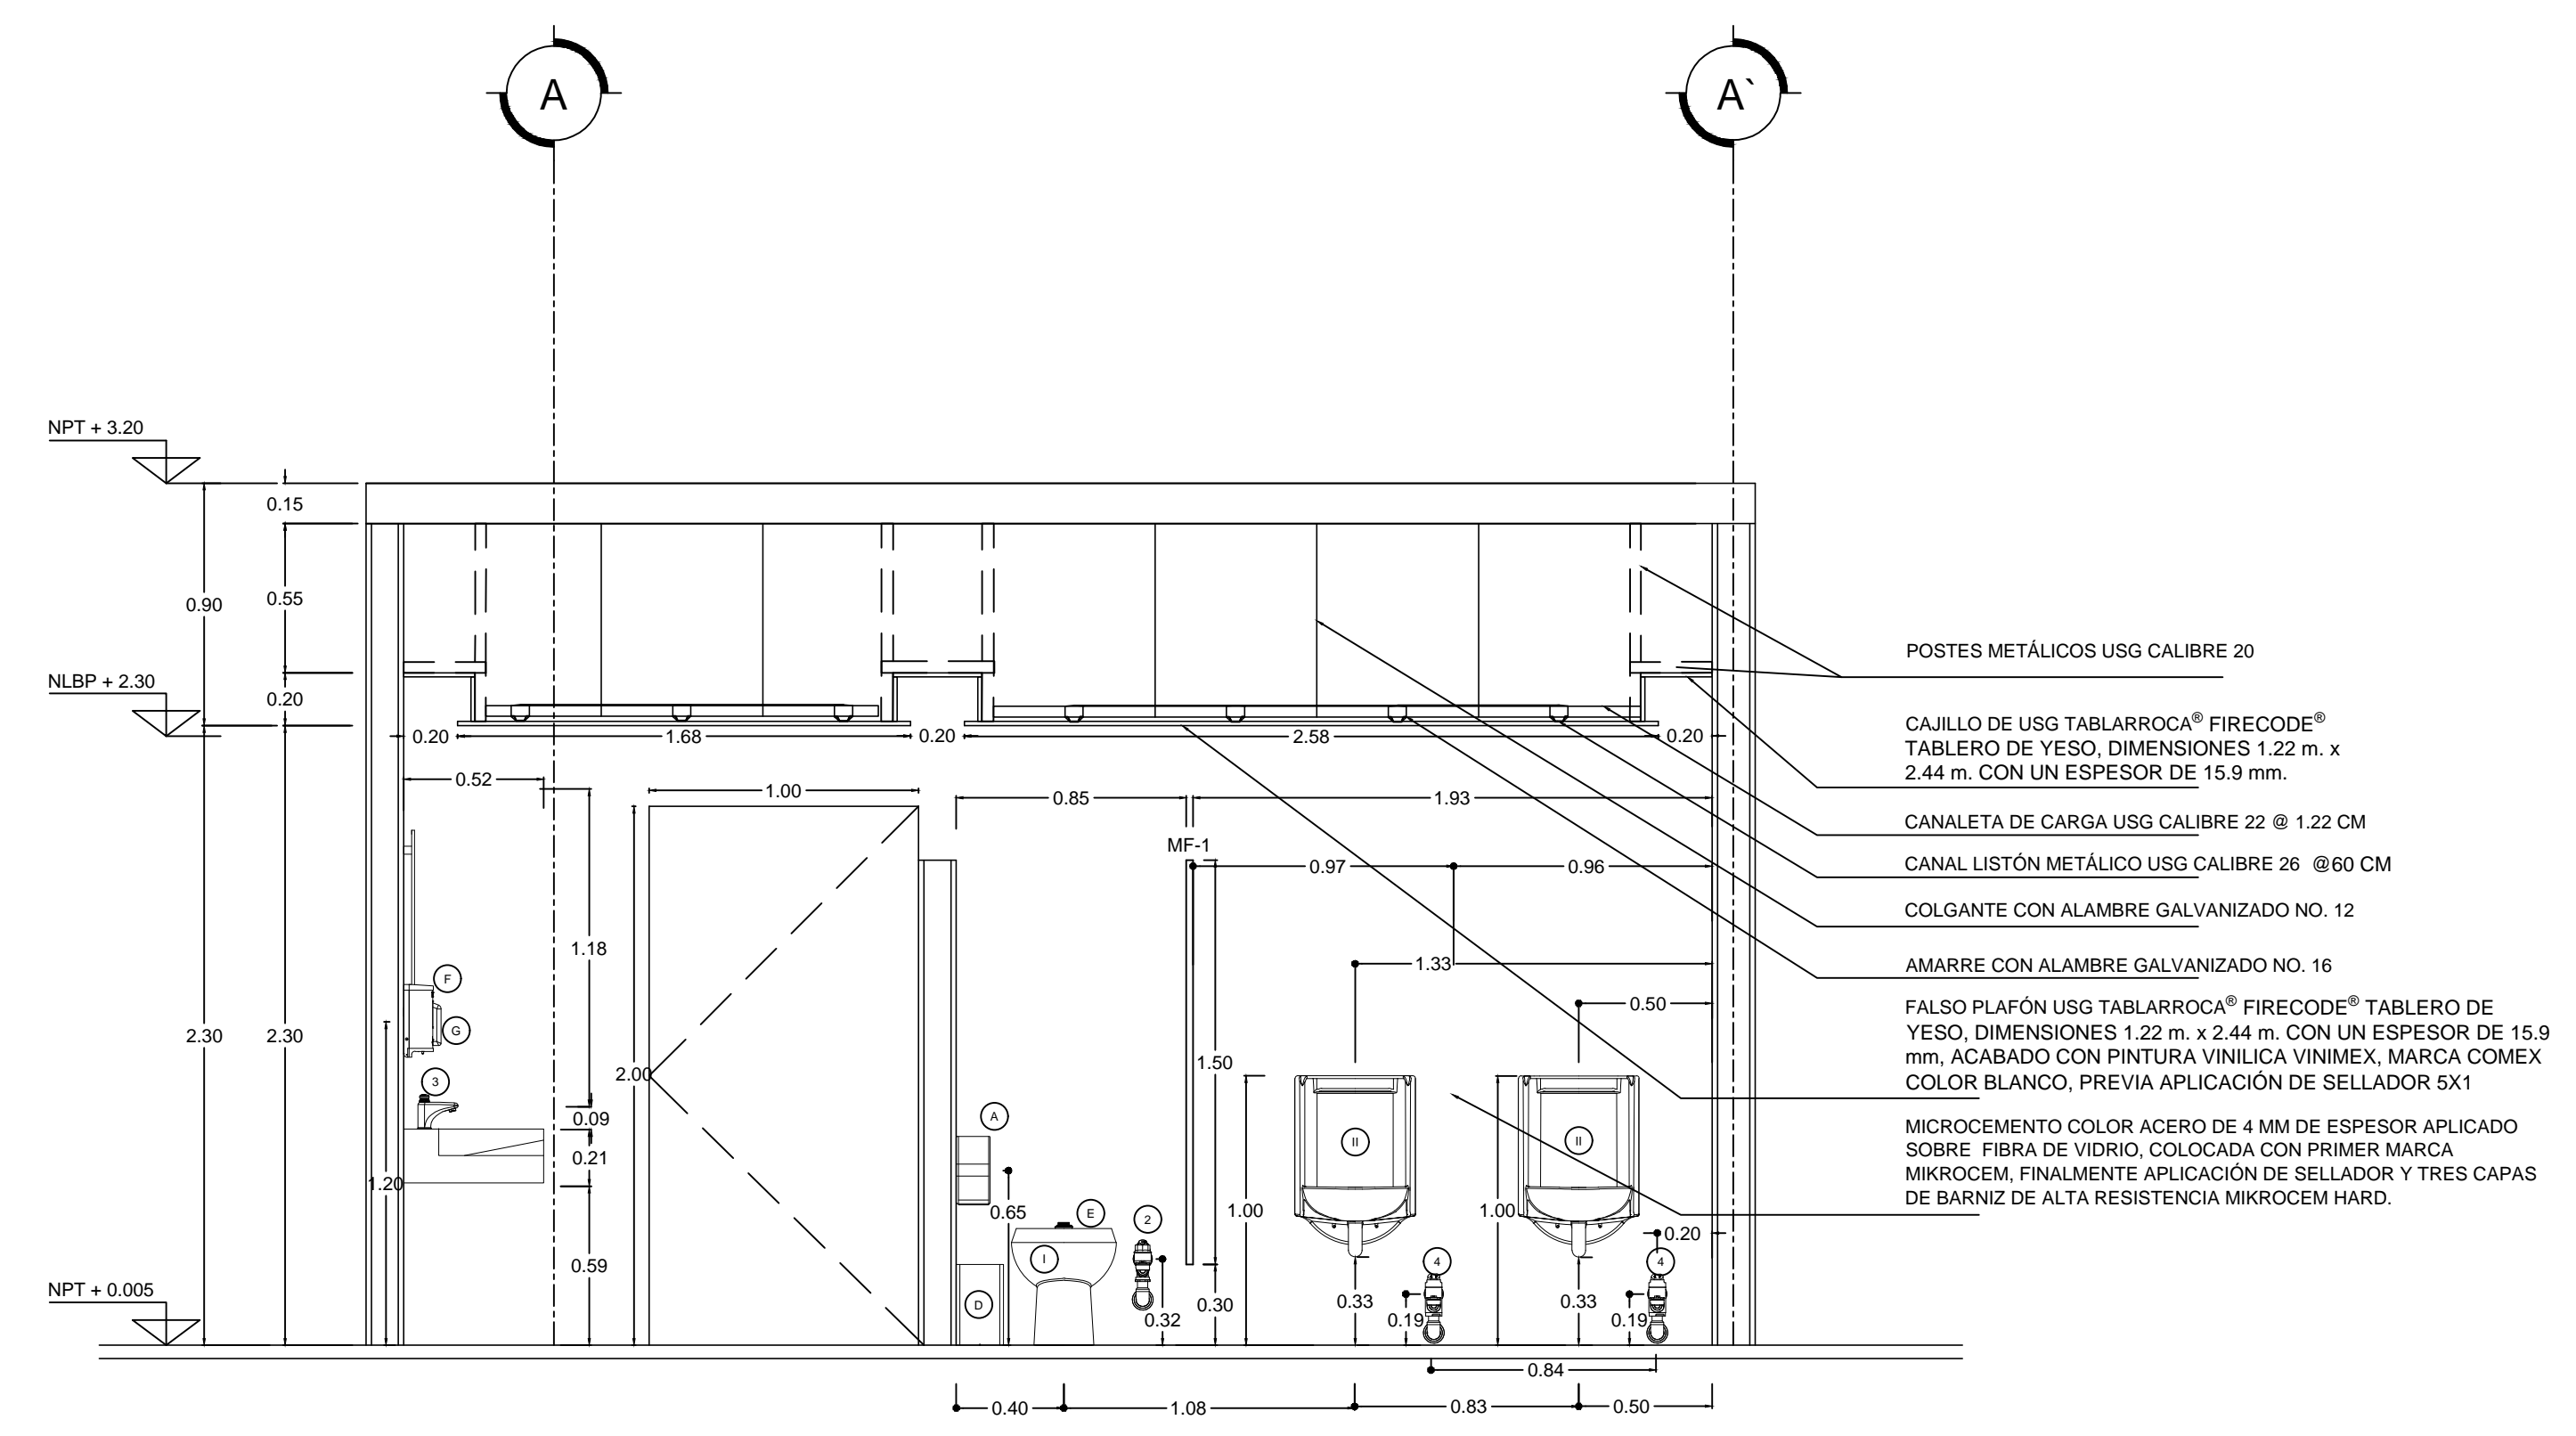 A
A`
NPT + 3.20
0.15
0.90
0.55
NLBP + 2.30
0.20
0.20
1.68
0.20
2.58
0.20
0.52
1.00
0.85
1.93
MF-1
0.97
0.96
1.18
1.33
0.50
F
G
2.30
2.30
2.00
1.50
3
0.09
A
II
II
0.21
1.20
0.65
E
2
1.00
1.00
0.20
I
4
4
0.59
D
0.30
0.33
0.33
0.32
0.19
0.19
NPT + 0.005
0.84
0.40
1.08
0.83
0.50
POSTES METÁLICOS USG CALIBRE 20
CAJILLO DE USG TABLARROCA® FIRECODE®
TABLERO DE YESO, DIMENSIONES 1.22 m. x
2.44 m. CON UN ESPESOR DE 15.9 mm.
CANALETA DE CARGA USG CALIBRE 22 @ 1.22 CM
CANAL LISTÓN METÁLICO USG CALIBRE 26 @60 CM
COLGANTE CON ALAMBRE GALVANIZADO NO. 12
AMARRE CON ALAMBRE GALVANIZADO NO. 16
FALSO PLAFÓN USG TABLARROCA® FIRECODE® TABLERO DE
YESO, DIMENSIONES 1.22 m. x 2.44 m. CON UN ESPESOR DE 15.9
mm, ACABADO CON PINTURA VINILICA VINIMEX, MARCA COMEX
COLOR BLANCO, PREVIA APLICACIÓN DE SELLADOR 5X1
MICROCEMENTO COLOR ACERO DE 4 MM DE ESPESOR APLICADO
SOBRE FIBRA DE VIDRIO, COLOCADA CON PRIMER MARCA
MIKROCEM, FINALMENTE APLICACIÓN DE SELLADOR Y TRES CAPAS
DE BARNIZ DE ALTA RESISTENCIA MIKROCEM HARD.